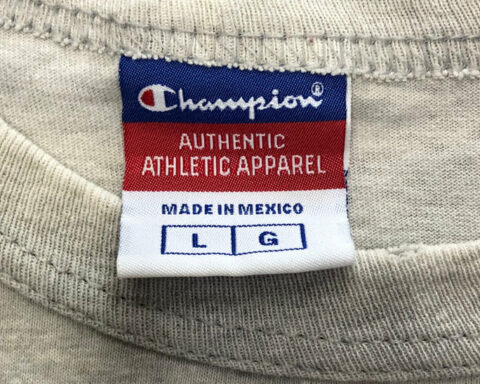 Champion®
AUTHENTIC
ATHLETIC APPAREL
MADE IN MEXICO
L G